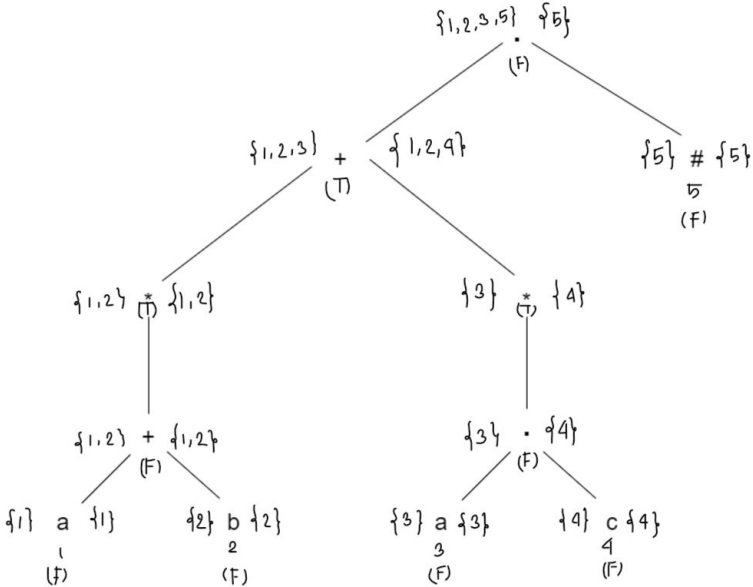 {1,2,3,5} . {5}
(F)
{1,2,3} + {1,2,4}
(T)
{5} # {5}
5
(F)
{1,2} * {1,2}
(T)
{3} * {4}
(T)
{1,2} + {1,2}
(F)
{3} . {4}
(F)
{1} a {1}
1
(F)
{2} b {2}
2
(F)
{3} a {3}
3
(F)
{4} c {4}
4
(F)